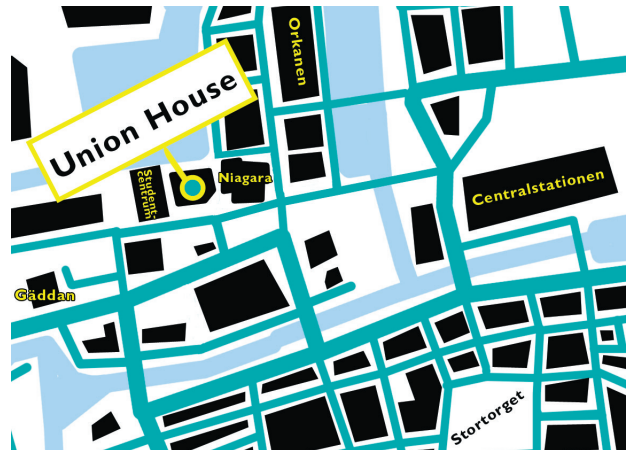 Orkanen
Union House
Student-
centrum
Niagara
Centralstationen
Gäddan
Stortorget